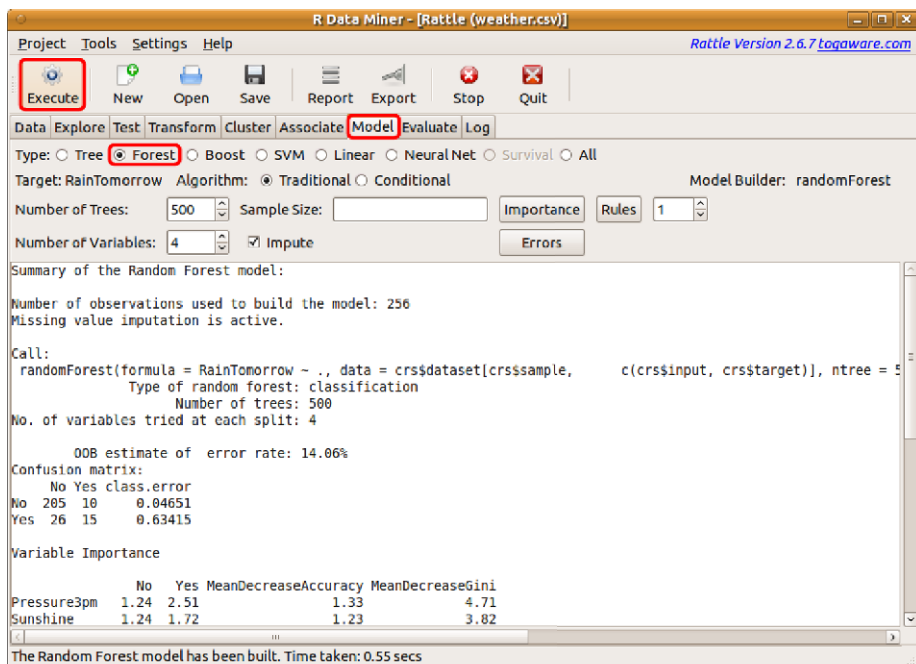 R Data Miner - [Rattle (weather.csv)]
Project Tools Settings Help Rattle Version 2.6.7 togaware.com
Execute New Open Save Report Export Stop Quit
Data Explore Test Transform Cluster Associate Model Evaluate Log
Type: Tree Forest Boost SVM Linear Neural Net Survival All
Target: RainTomorrow Algorithm: Traditional Conditional Model Builder: randomForest
Number of Trees: 500 Sample Size: Importance Rules 1
Number of Variables: 4 Impute Errors
Summary of the Random Forest model:
Number of observations used to build the model: 256
Missing value imputation is active.
Call:
randomForest(formula = RainTomorrow ~ ., data = crs$dataset[crs$sample, c(crs$input, crs$target)], ntree = 5
Type of random forest: classification
Number of trees: 500
No. of variables tried at each split: 4
OOB estimate of error rate: 14.06%
Confusion matrix:
No Yes class.error
No 205 10 0.04651
Yes 26 15 0.63415
Variable Importance
No Yes MeanDecreaseAccuracy MeanDecreaseGini
Pressure3pm 1.24 2.51 1.33 4.71
Sunshine 1.24 1.72 1.23 3.82
The Random Forest model has been built. Time taken: 0.55 secs